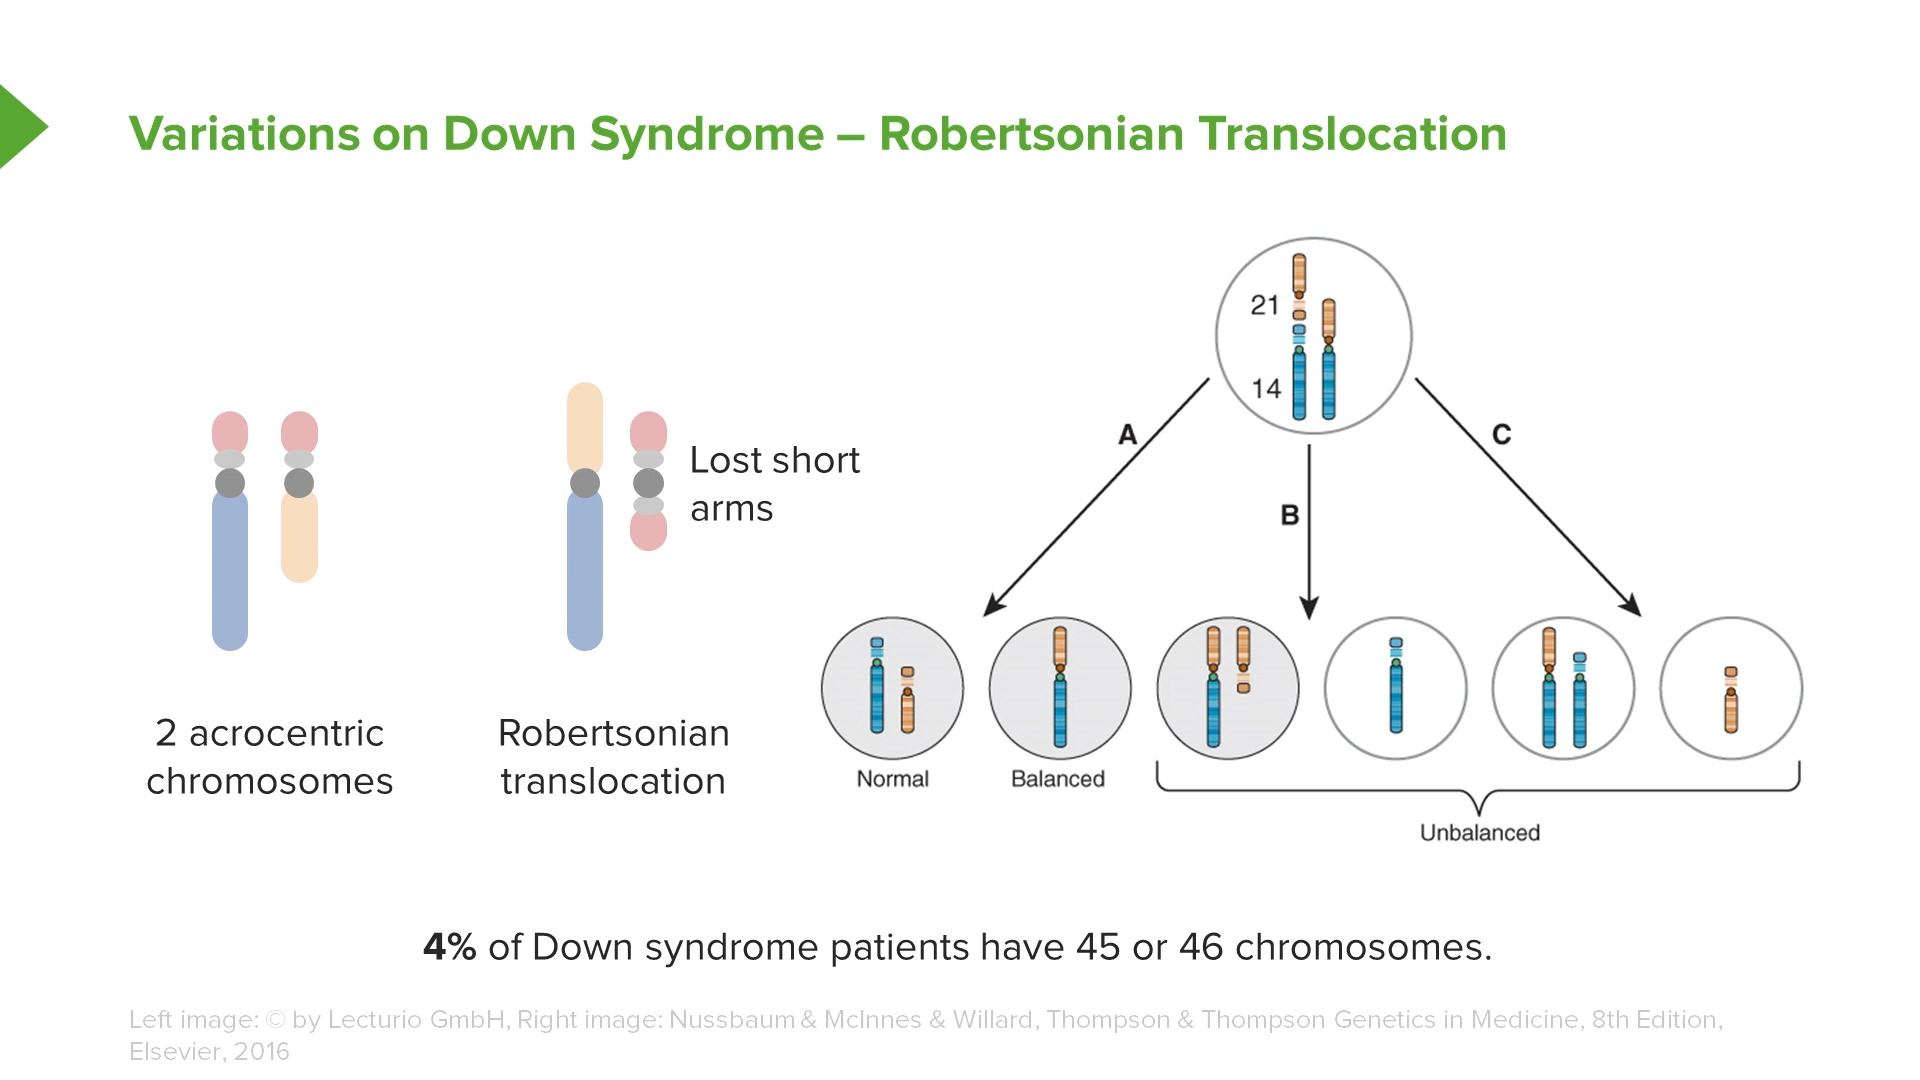 Variations on Down Syndrome – Robertsonian Translocation
21
14
A
B
C
Lost short
arms
2 acrocentric
chromosomes
Robertsonian
translocation
Normal
Balanced
Unbalanced
4% of Down syndrome patients have 45 or 46 chromosomes.
Left image: © by Lecturio GmbH, Right image: Nussbaum & McInnes & Willard, Thompson & Thompson Genetics in Medicine, 8th Edition,
Elsevier, 2016